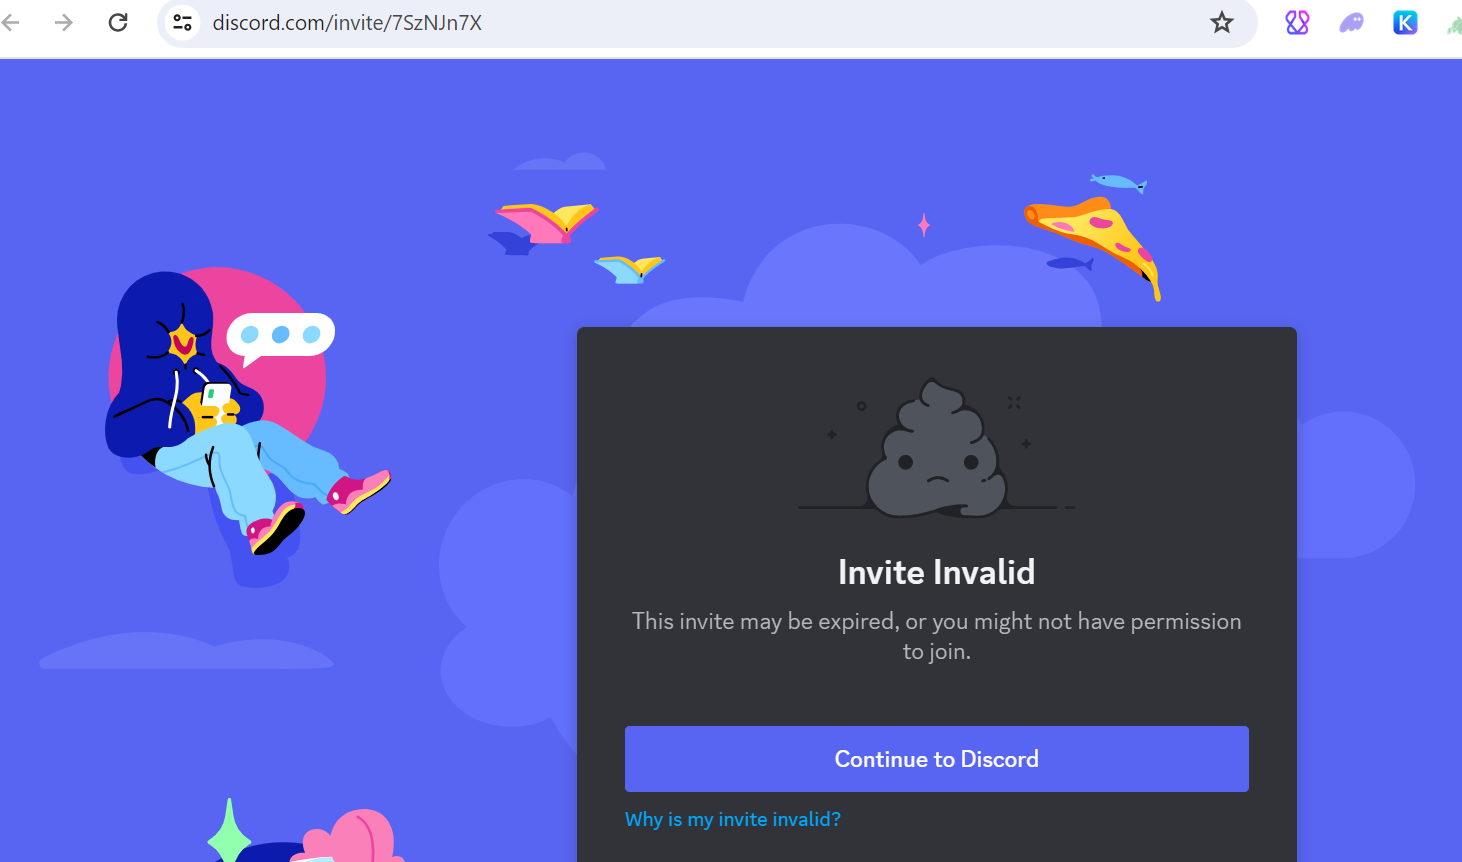 discord.com/invite/7SzNJn7X
K
Invite Invalid
This invite may be expired, or you might not have permission
to join.
Continue to Discord
Why is my invite invalid?